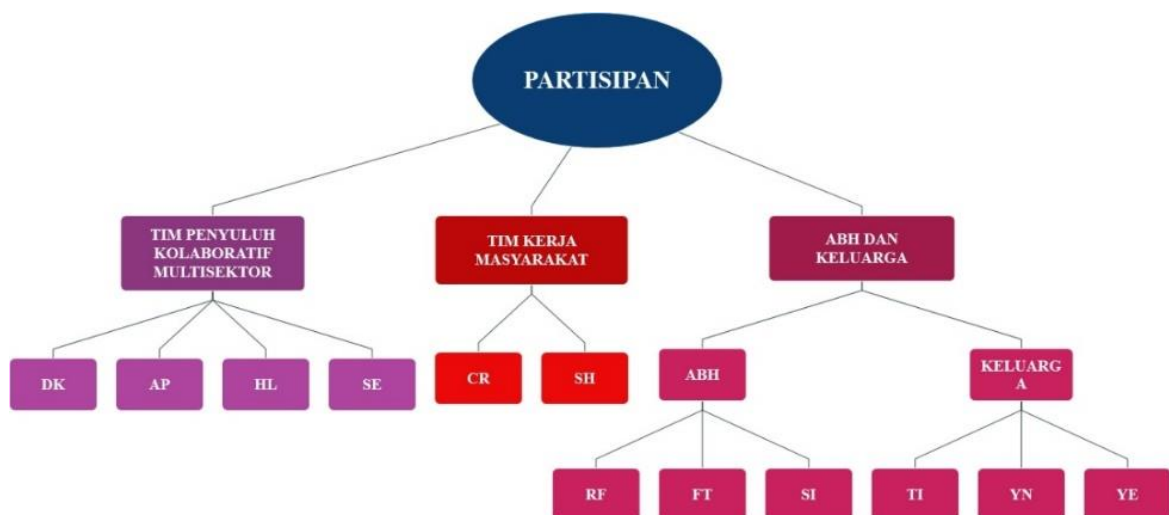 PARTISIPAN
TIM PENYULUH
KOLABORATIF
MULTISEKTOR
TIM KERJA
MASYARAKAT
ABH DAN
KELUARGA
DK
AP
HL
SE
CR
SH
ABH
KELUARG
A
RF
FT
SI
TI
YN
YE